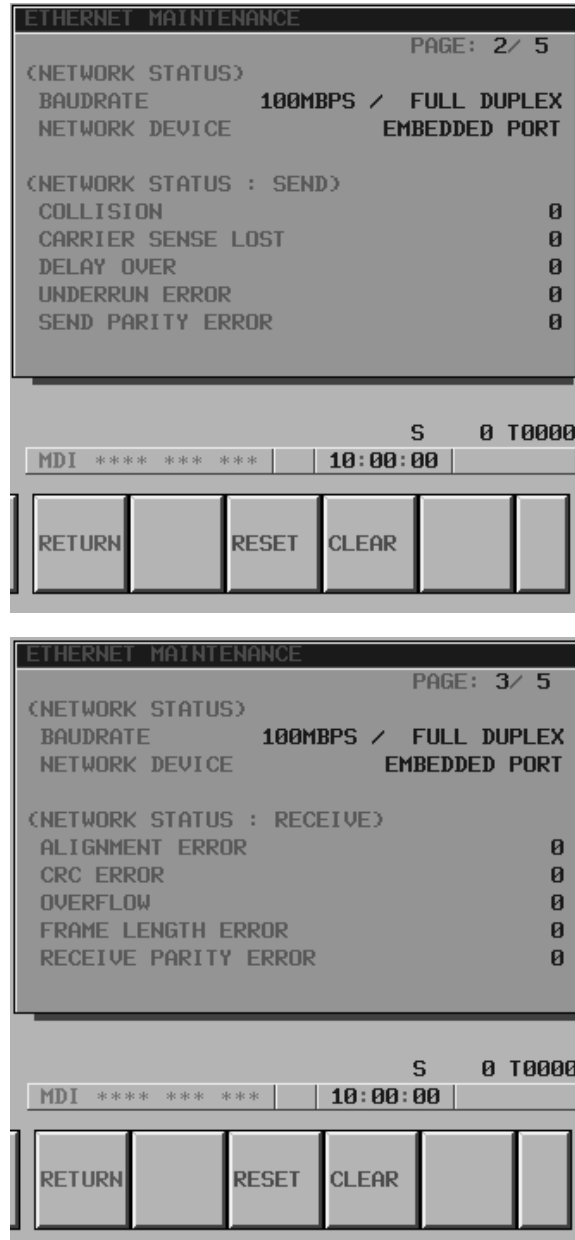 ETHERNET MAINTENANCE
PAGE: 2/ 5
(NETWORK STATUS)
BAUDRATE 100MBPS / FULL DUPLEX
NETWORK DEVICE EMBEDDED PORT
(NETWORK STATUS : SEND)
COLLISION 0
CARRIER SENSE LOST 0
DELAY OVER 0
UNDERRUN ERROR 0
SEND PARITY ERROR 0
S 0 T0000
MDI **** *** *** 10:00:00
RETURN RESET CLEAR
ETHERNET MAINTENANCE
PAGE: 3/ 5
(NETWORK STATUS)
BAUDRATE 100MBPS / FULL DUPLEX
NETWORK DEVICE EMBEDDED PORT
(NETWORK STATUS : RECEIVE)
ALIGNMENT ERROR 0
CRC ERROR 0
OVERFLOW 0
FRAME LENGTH ERROR 0
RECEIVE PARITY ERROR 0
S 0 T0000
MDI **** *** *** 10:00:00
RETURN RESET CLEAR